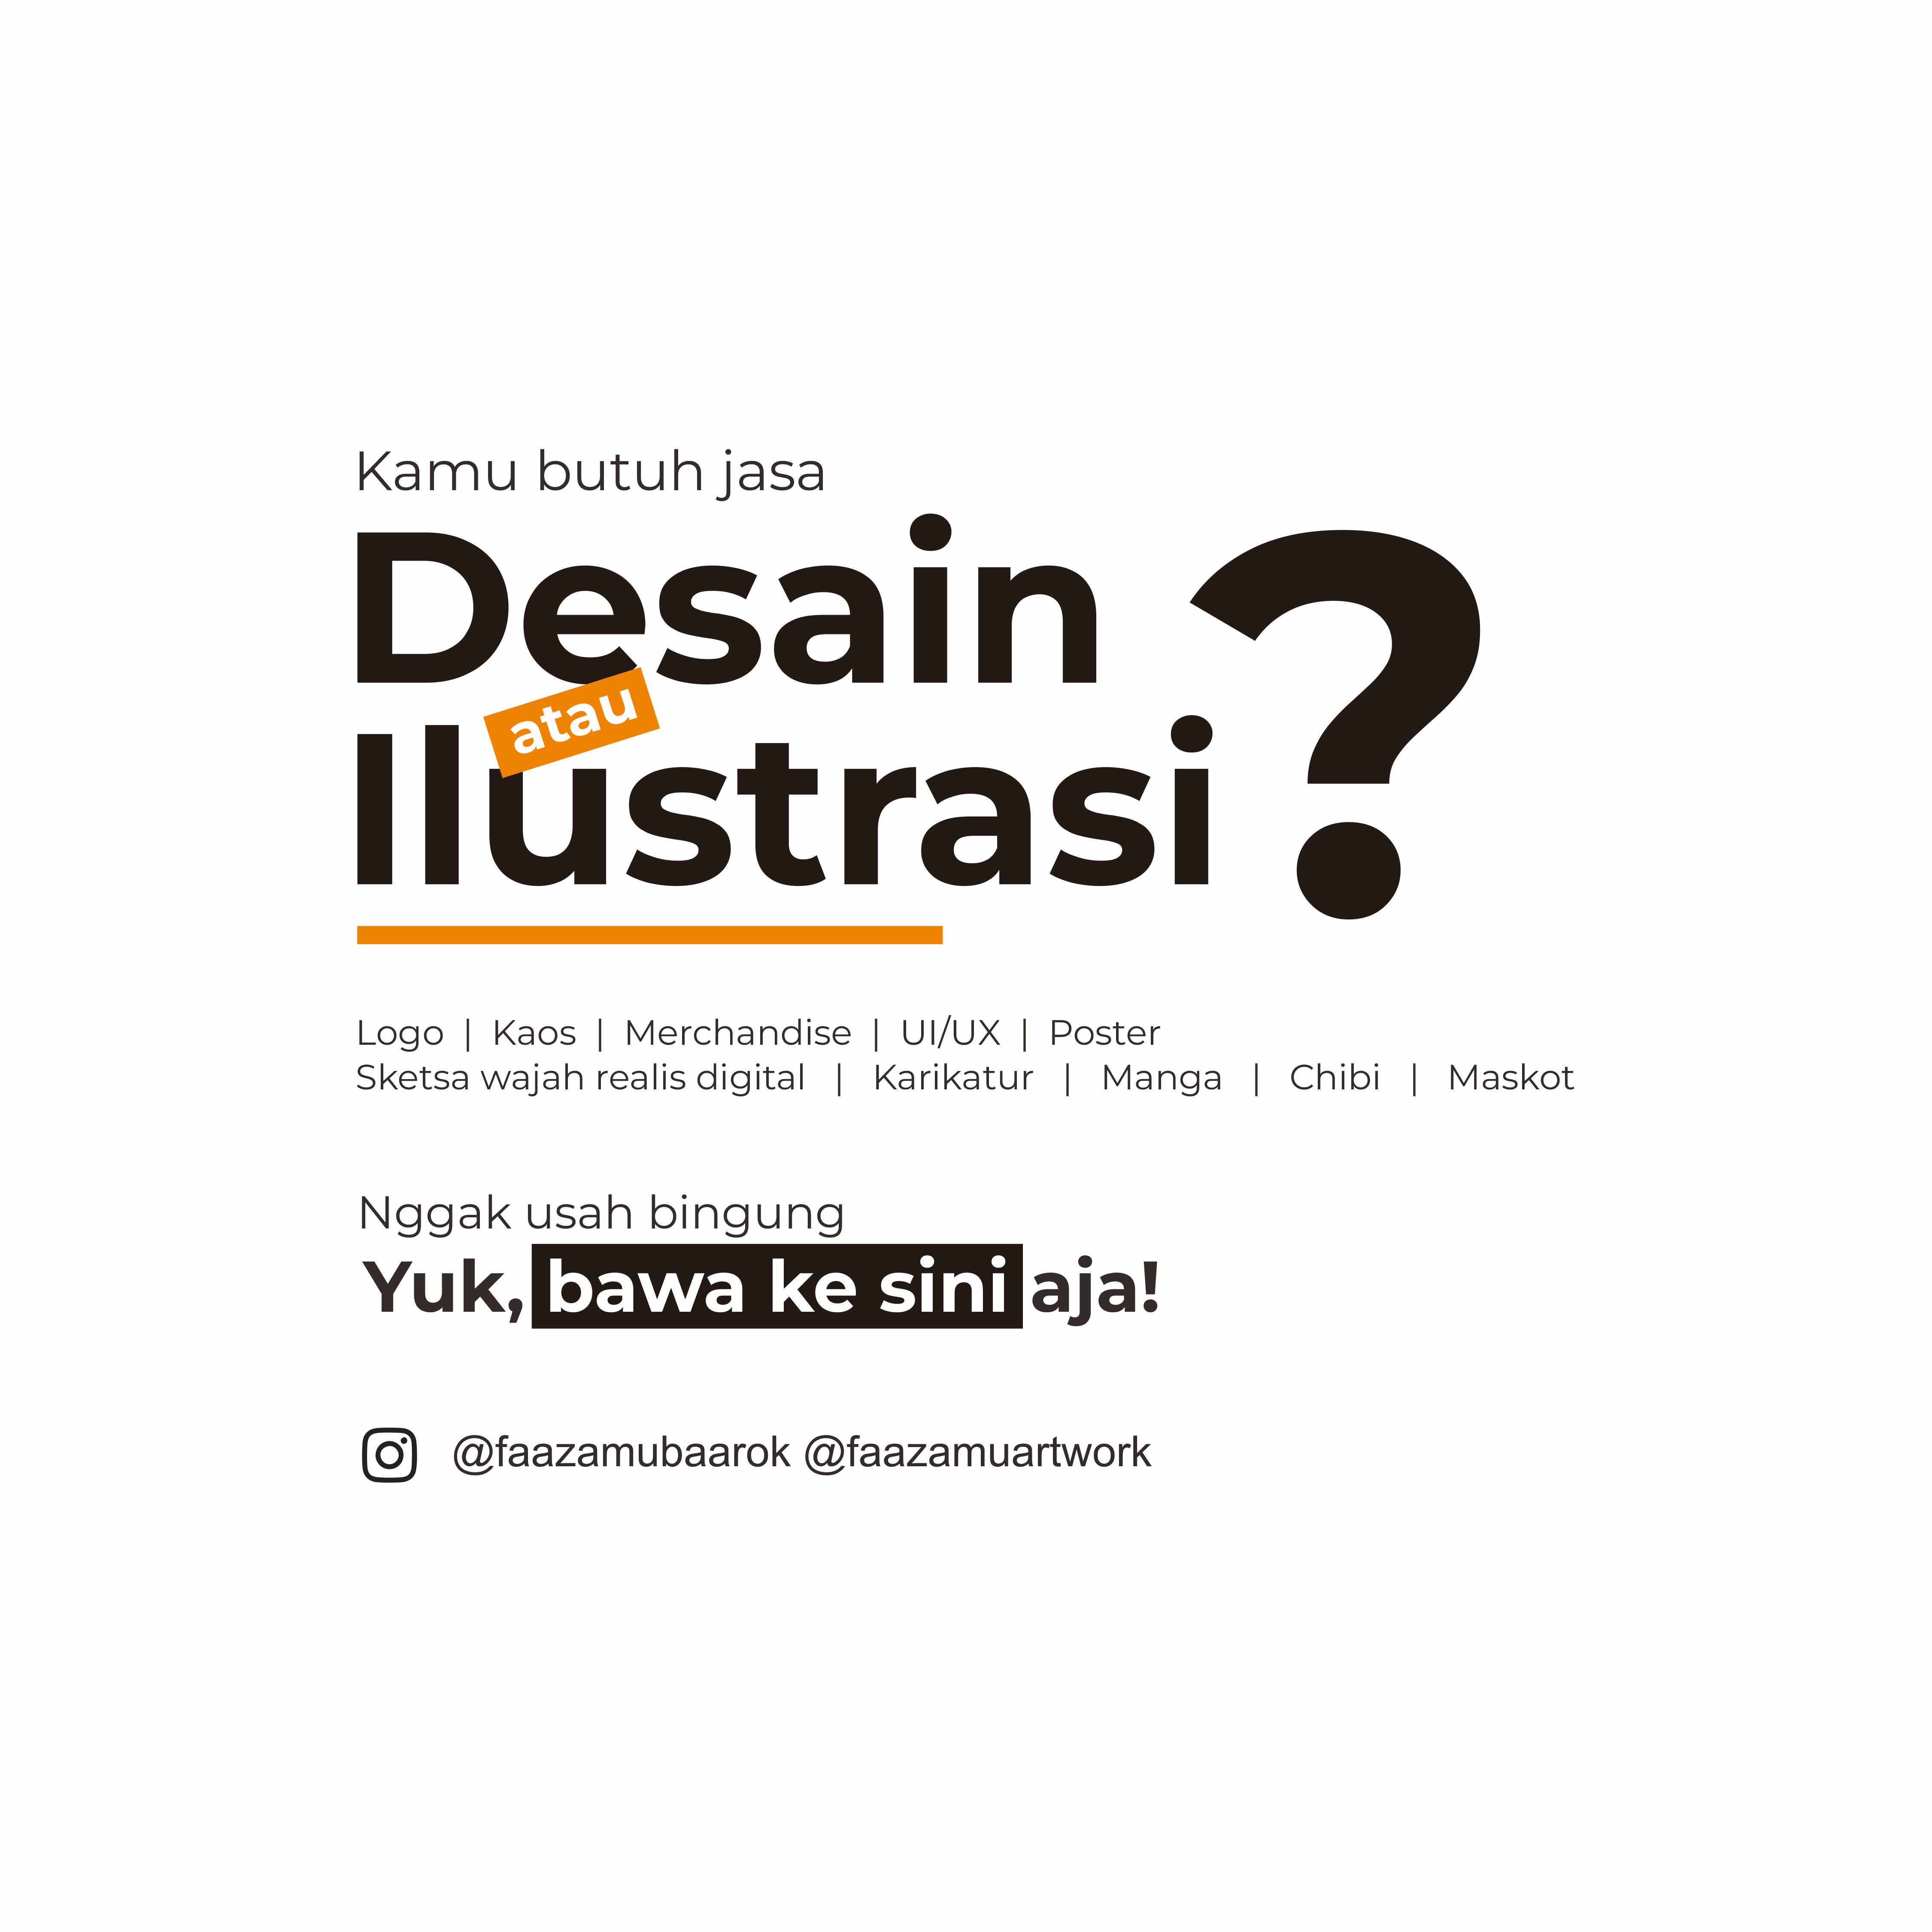 Kamu butuh jasa
Desain
atau
Ilustrasi ?
Logo | Kaos | Merchandise | UI/UX | Poster
Sketsa wajah realis digital | Karikatur | Manga | Chibi | Maskot
Nggak usah bingung
Yuk, bawa ke sini aja!
@faazamubaarok @faazamuartwork